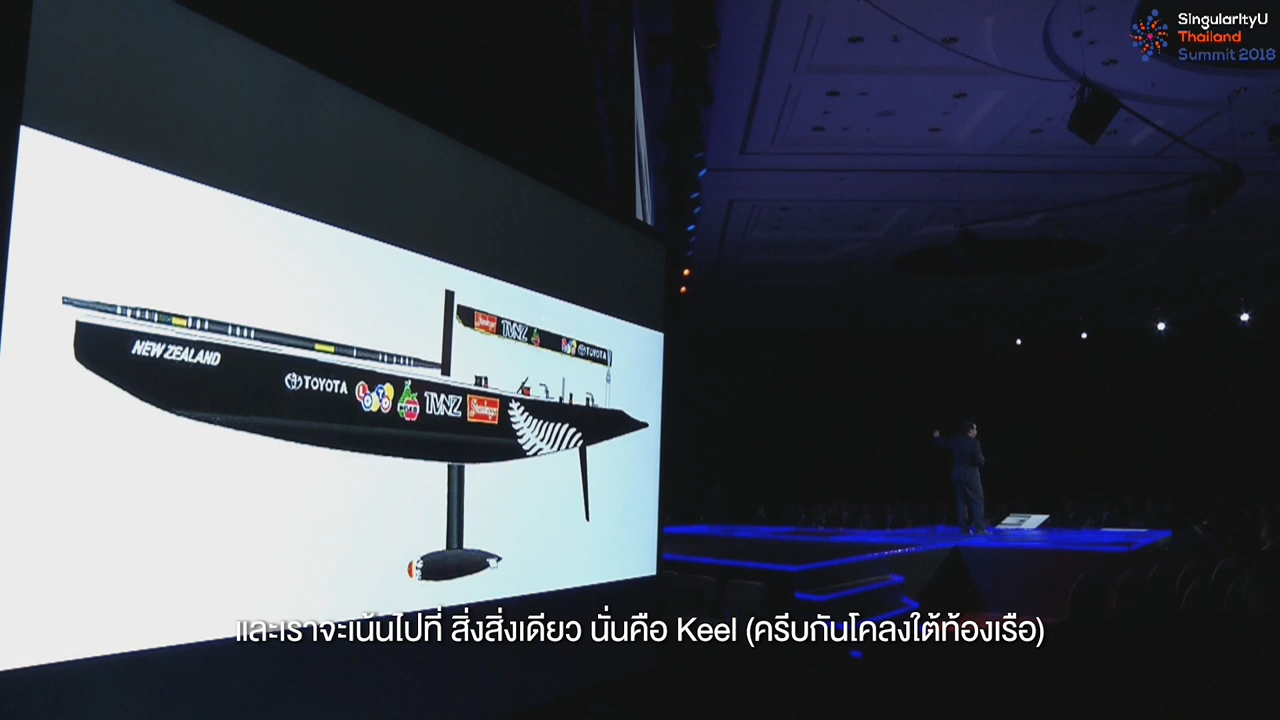 SingularityU
Thailand
Summit 2018
TVNZ
TOYOTA
NEW ZEALAND
TOYOTA
TVNZ
และเราจะเน้นไปที่ สิ่งสิ่งเดียว นั่นคือ Keel (ครีบกันโคลงใต้ท้องเรือ)